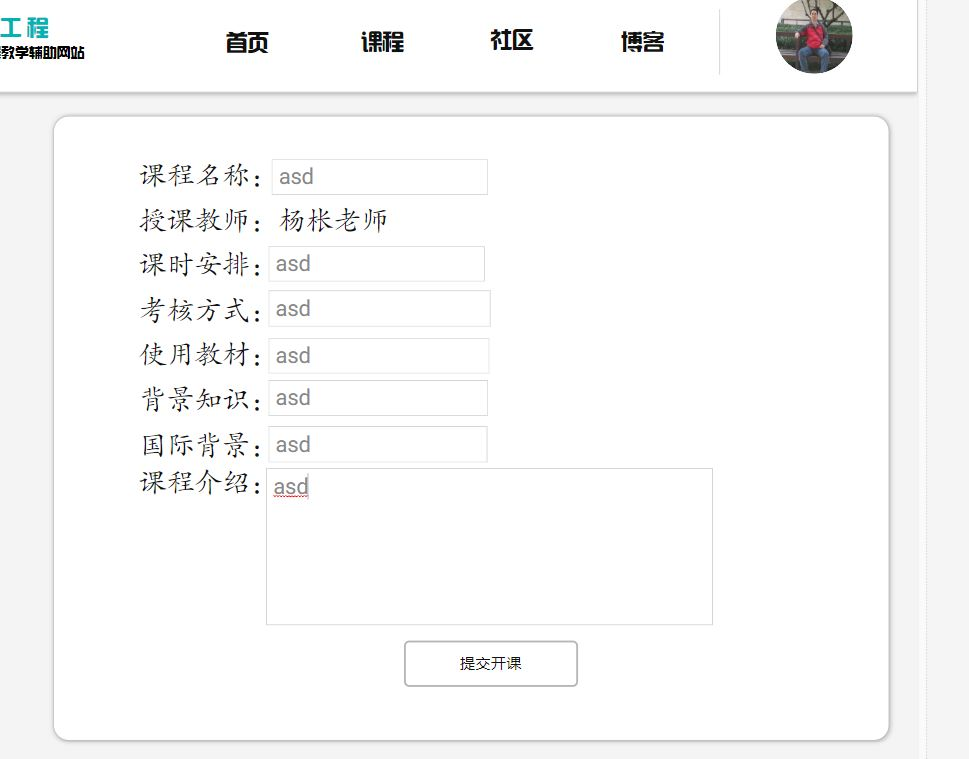 工程
教学辅助网站
首页 课程 社区 博客
课程名称：asd
授课教师：杨枨老师
课时安排：asd
考核方式：asd
使用教材：asd
背景知识：asd
国际背景：asd
课程介绍：asd
提交开课